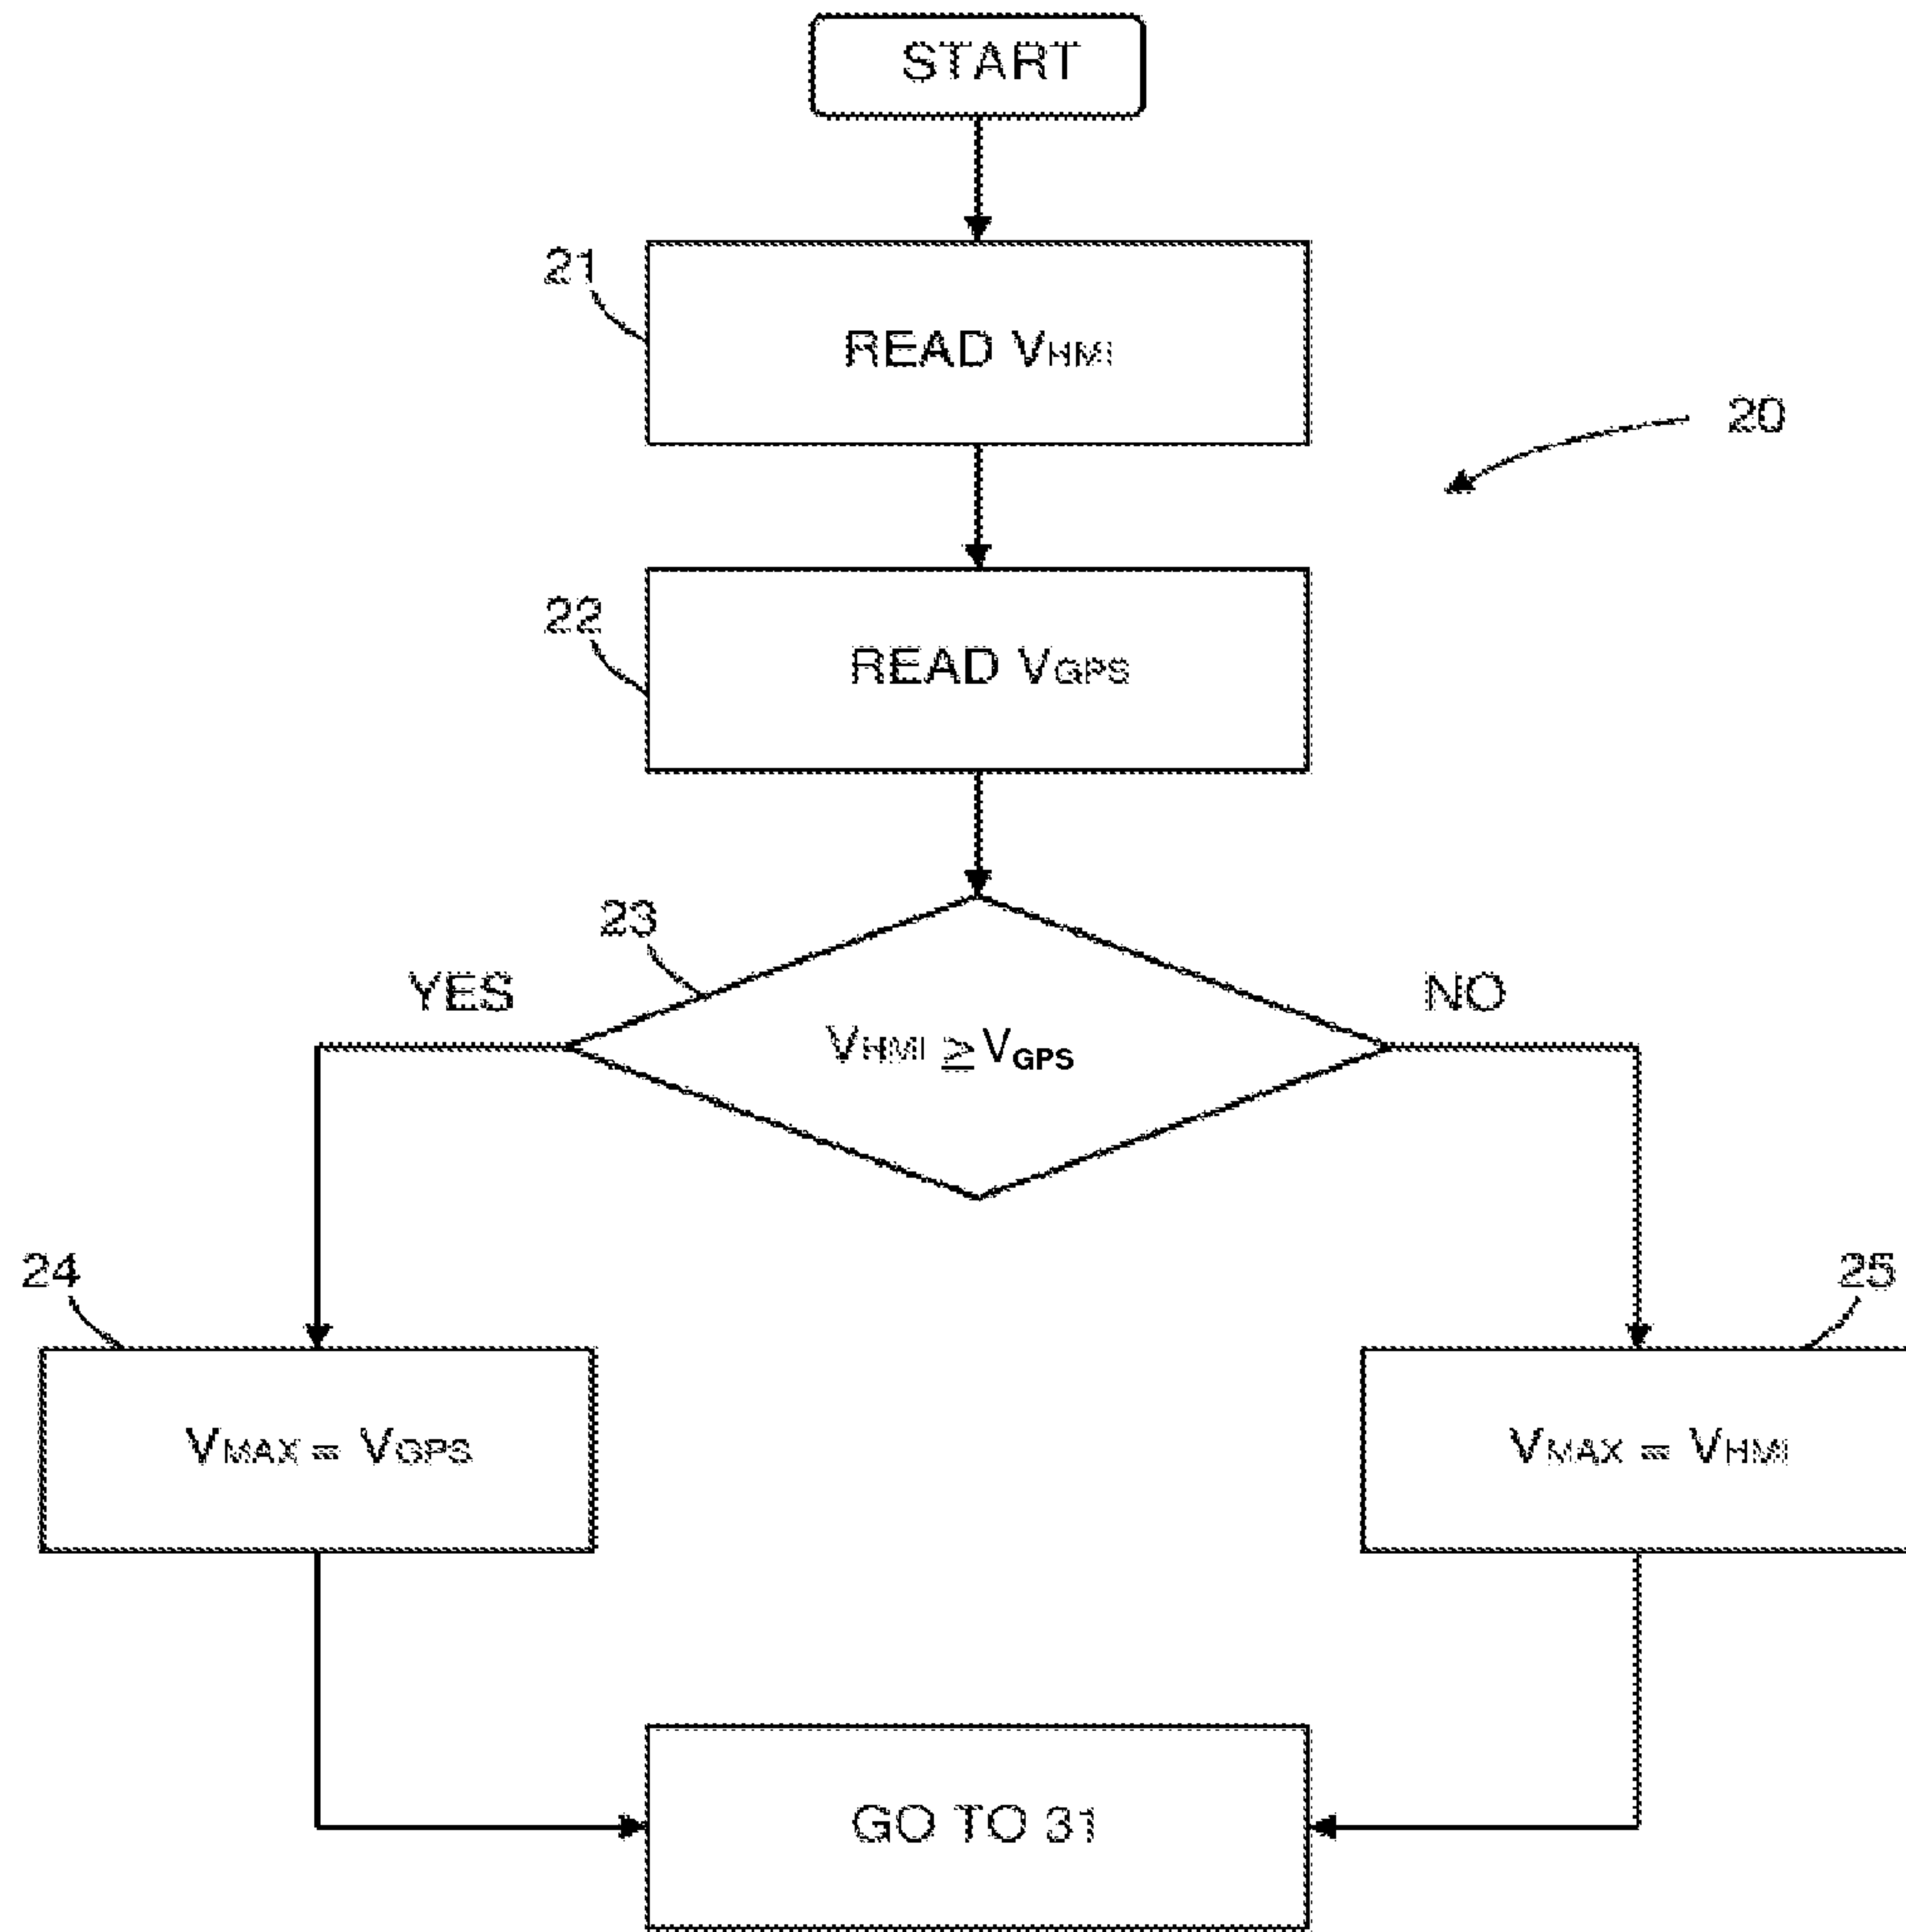 START
21
READ VHMI
20
22
READ VGPS
23
YES
NO
VHMI ≥ VGPS
24
25
VMAX = VGPS
VMAX = VHMI
GO TO 31